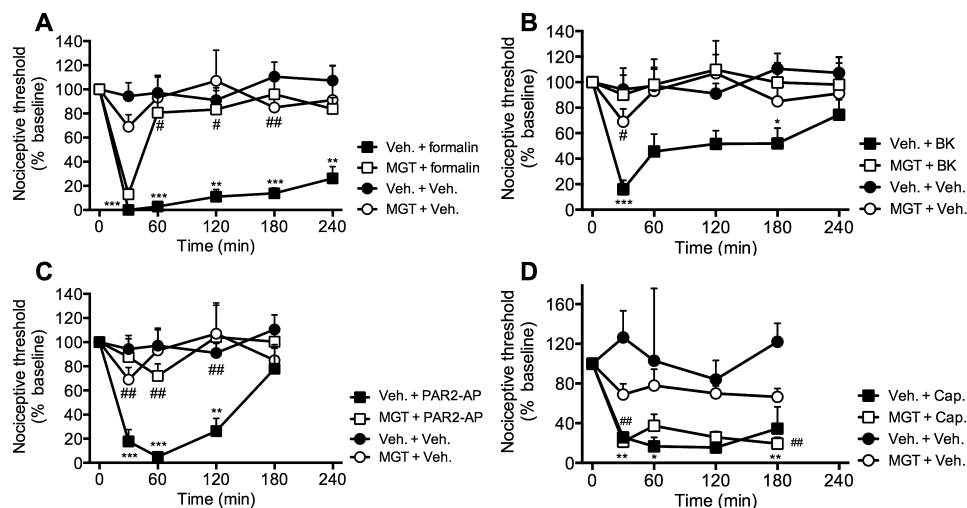 A
Nociceptive threshold
(% baseline)
140
120
100
80
60
40
20
0
***
***
**
***
**
#
#
##
0
60
120
180
240
Time (min)
Veh. + formalin
MGT + formalin
Veh. + Veh.
MGT + Veh.
B
Nociceptive threshold
(% baseline)
140
120
100
80
60
40
20
0
#
***
*
0
60
120
180
240
Time (min)
Veh. + BK
MGT + BK
Veh. + Veh.
MGT + Veh.
C
Nociceptive threshold
(% baseline)
140
120
100
80
60
40
20
0
##
##
##
***
***
**
0
60
120
180
240
Time (min)
Veh. + PAR2-AP
MGT + PAR2-AP
Veh. + Veh.
MGT + Veh.
D
Nociceptive threshold
(% baseline)
160
120
80
40
0
##
##
**
*
**
0
60
120
180
240
Time (min)
Veh. + Cap.
MGT + Cap.
Veh. + Veh.
MGT + Veh.